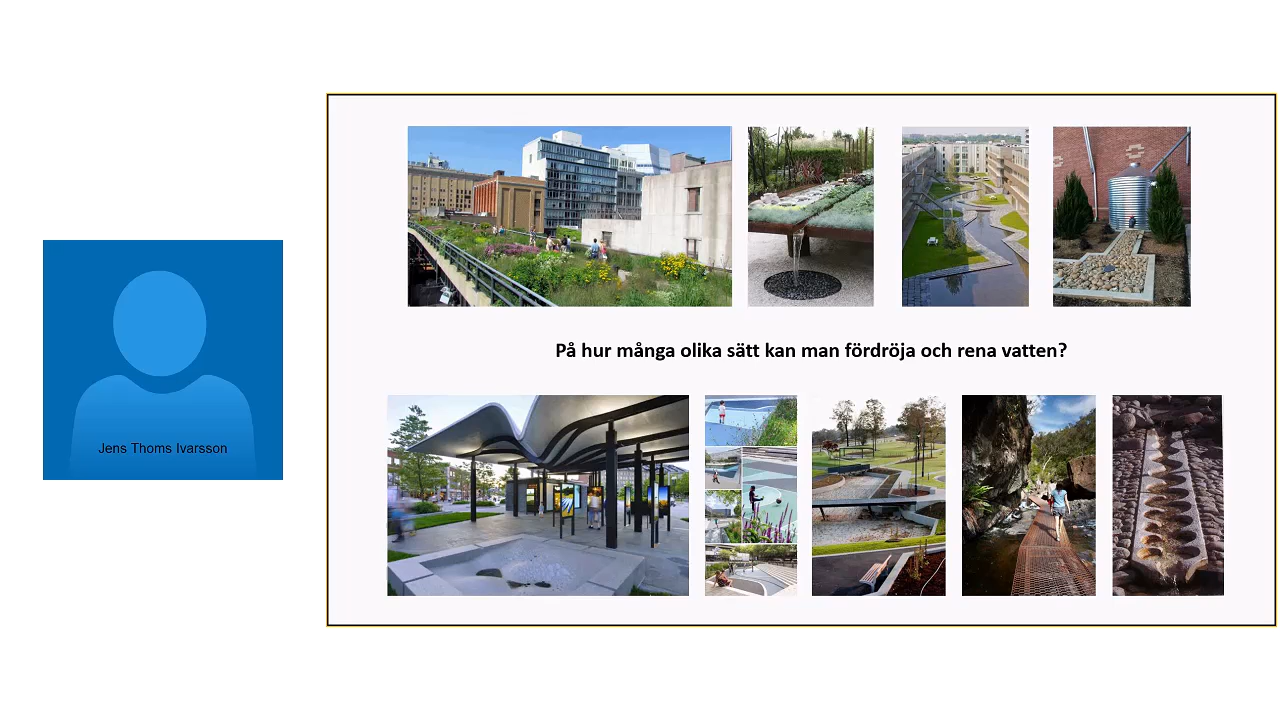 På hur många olika sätt kan man fördröja och rena vatten?
Jens Thoms Ivarsson